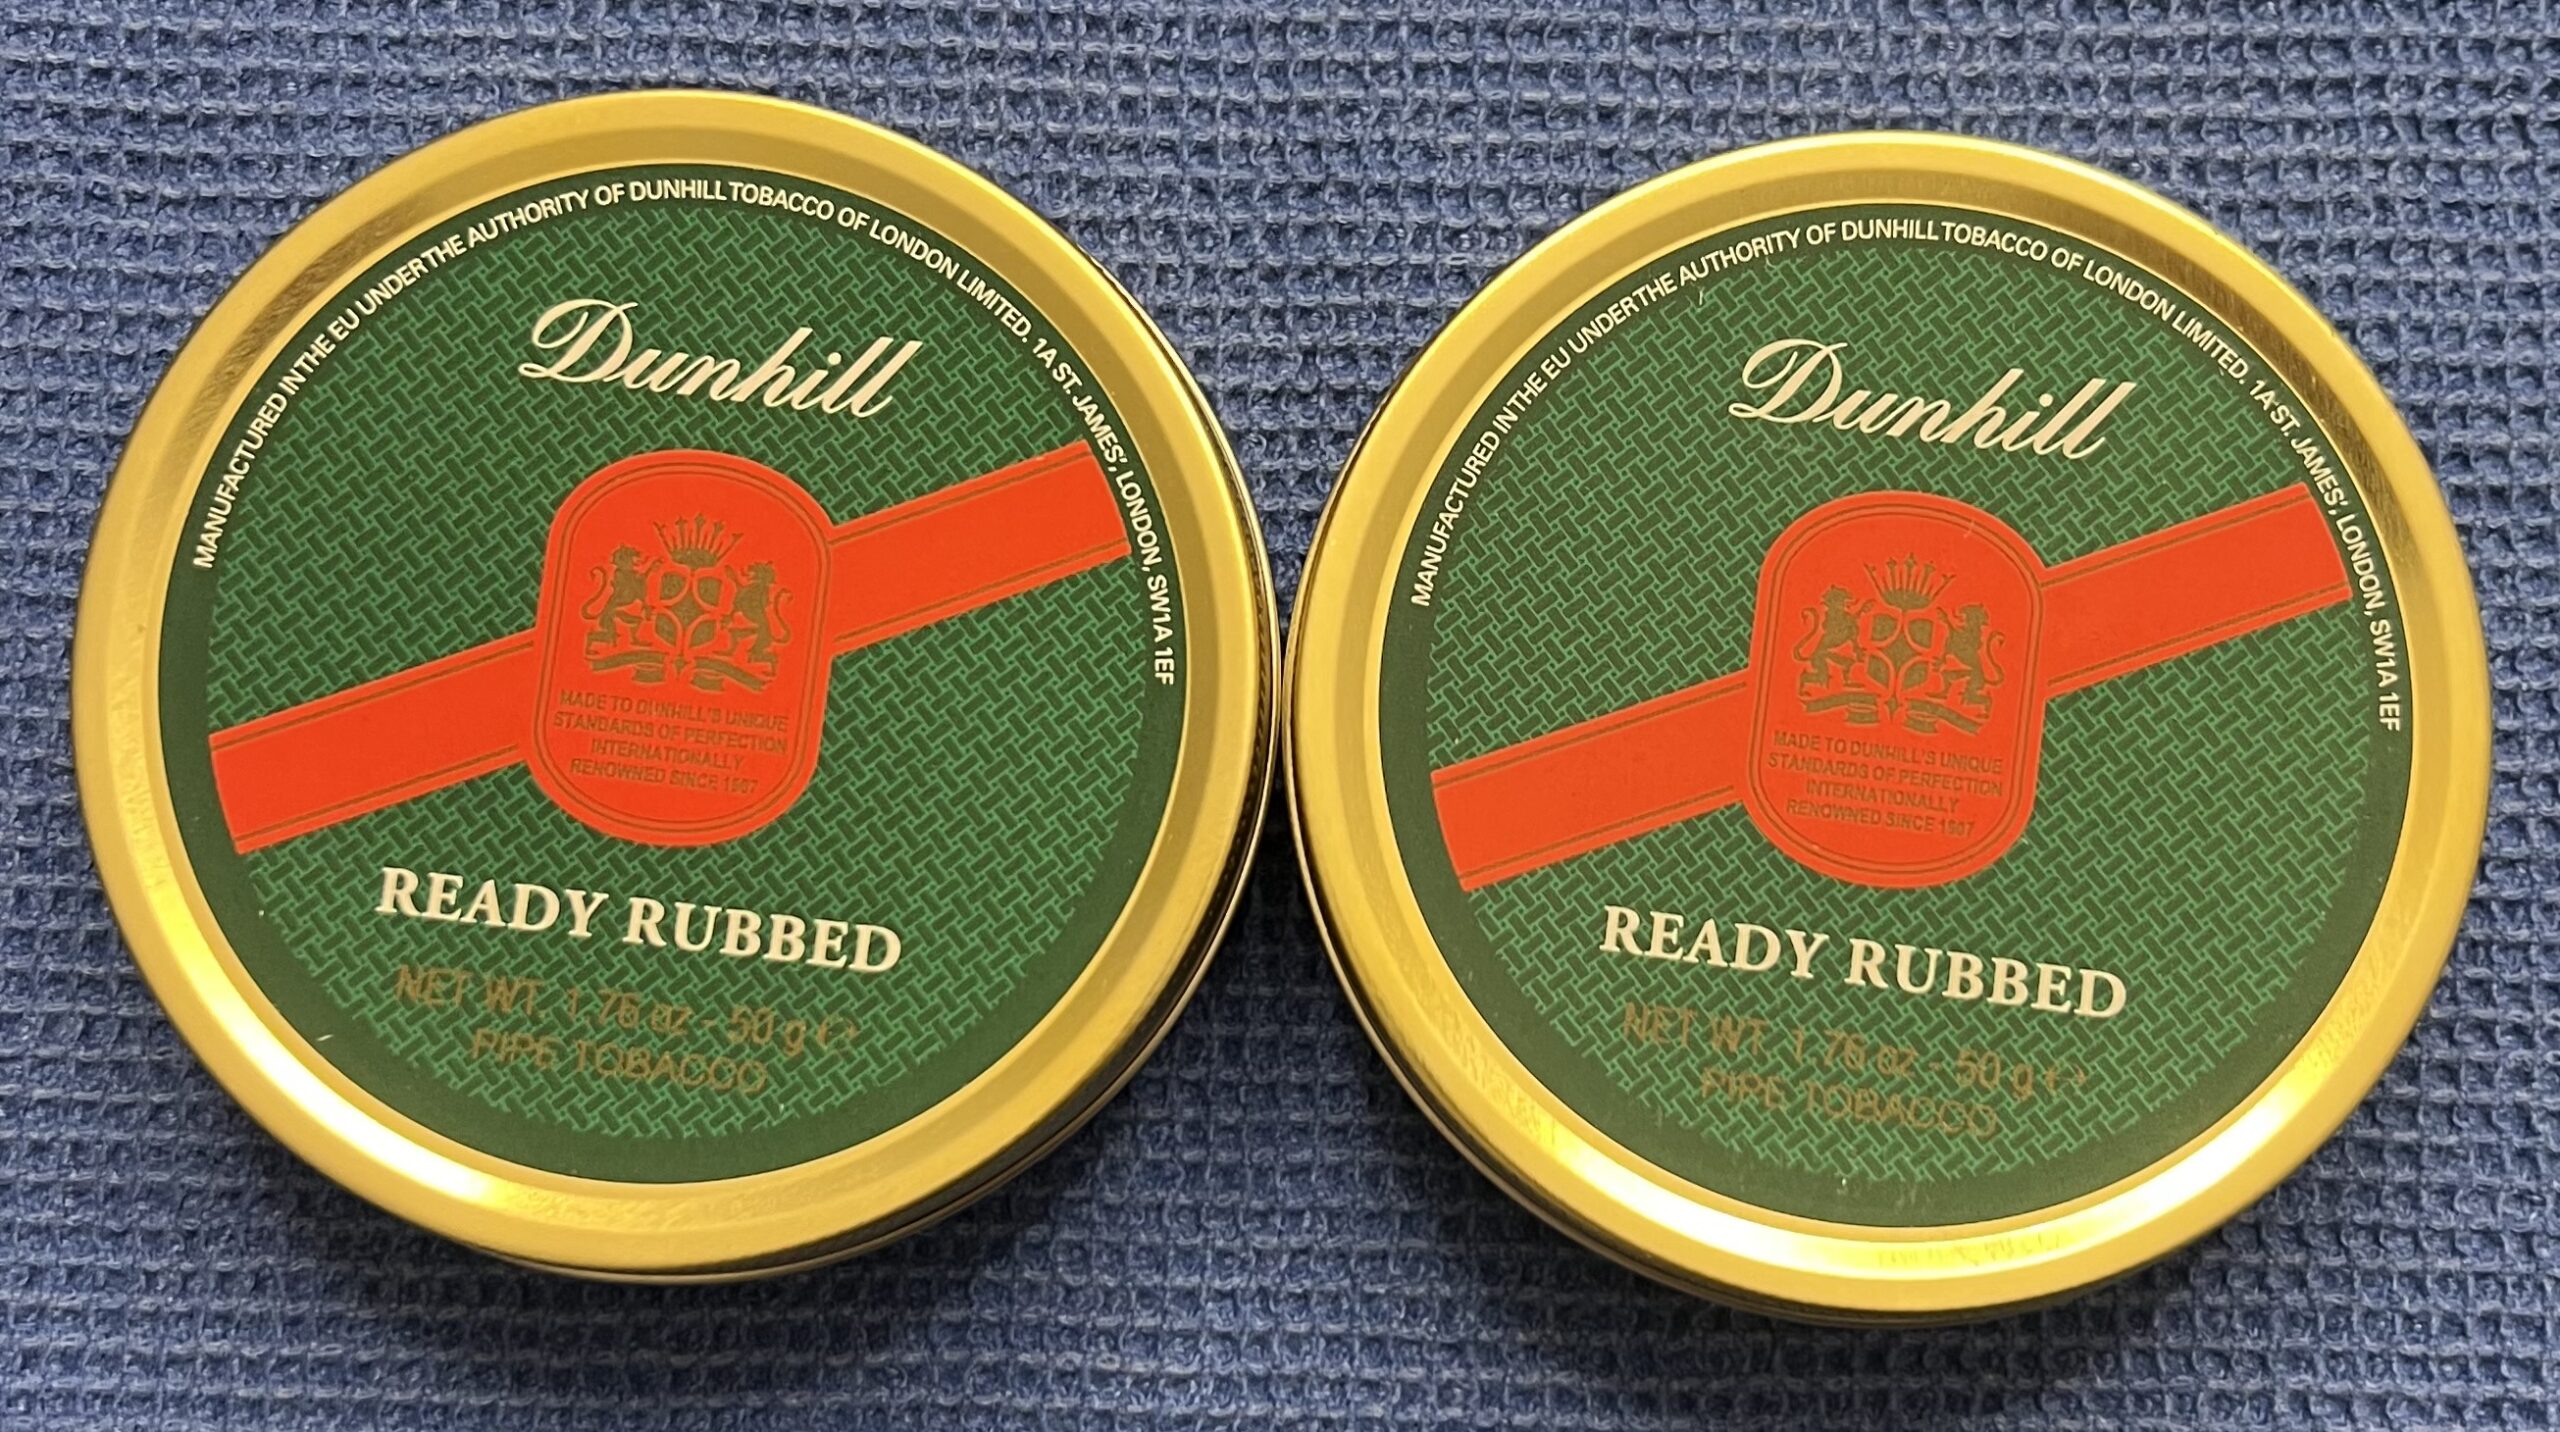 MANUFACTURED IN THE EU UNDER THE AUTHORITY OF DUNHILL TOBACCO OF LONDON LIMITED. 1A ST. JAMES', LONDON, SW1A 1EF
Dunhill
MADE TO DUNHILL'S UNIQUE
STANDARDS OF PERFECTION
INTERNATIONALLY
RENOWNED SINCE 1907
READY RUBBED
NET WT. 1.76 oz - 50 g e
PIPE TOBACCO
MANUFACTURED IN THE EU UNDER THE AUTHORITY OF DUNHILL TOBACCO OF LONDON LIMITED. 1A ST. JAMES', LONDON, SW1A 1EF
Dunhill
MADE TO DUNHILL'S UNIQUE
STANDARDS OF PERFECTION
INTERNATIONALLY
RENOWNED SINCE 1907
READY RUBBED
NET WT. 1.76 oz - 50 g e
PIPE TOBACCO